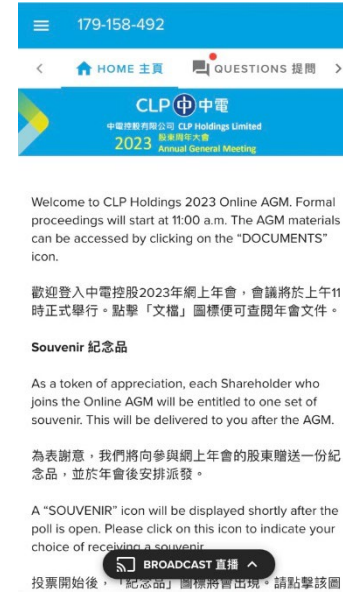 179-158-492
HOME 主頁
QUESTIONS 提問
CLP 中 中電
中電控股有限公司 CLP Holdings Limited
2023 股東周年大會 Annual General Meeting
Welcome to CLP Holdings 2023 Online AGM. Formal
proceedings will start at 11:00 a.m. The AGM materials
can be accessed by clicking on the “DOCUMENTS”
icon.
歡迎登入中電控股2023年網上年會，會議將於上午11
時正式舉行。點擊「文檔」圖標便可查閱年會文件。
Souvenir 紀念品
As a token of appreciation, each Shareholder who
joins the Online AGM will be entitled to one set of
souvenir. This will be delivered to you after the AGM.
為表謝意，我們將向參與網上年會的股東贈送一份紀
念品，並於年會後安排派發。
A “SOUVENIR” icon will be displayed shortly after the
poll is open. Please click on this icon to indicate your
choice of receiving a souvenir
BROADCAST 直播
投票開始後，「紀念品」圖標將會出現。請點擊該圖